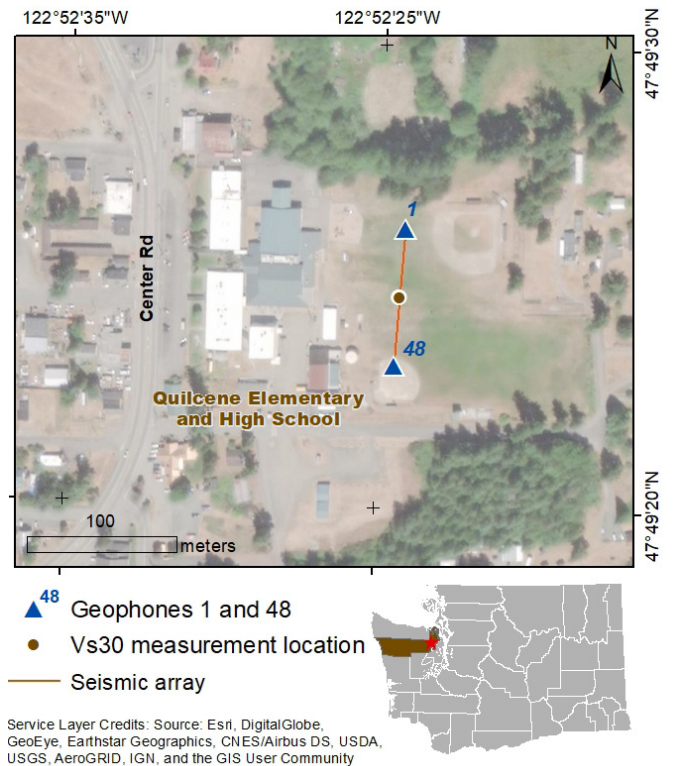 122°52'35"W
122°52'25"W
47°49'30"N
N
1
Center Rd
48
Quilcene Elementary
and High School
47°49'20"N
100
meters
48
Geophones 1 and 48
Vs30 measurement location
Seismic array
Service Layer Credits: Source: Esri, DigitalGlobe,
GeoEye, Earthstar Geographics, CNES/Airbus DS, USDA,
USGS, AeroGRID, IGN, and the GIS User Community